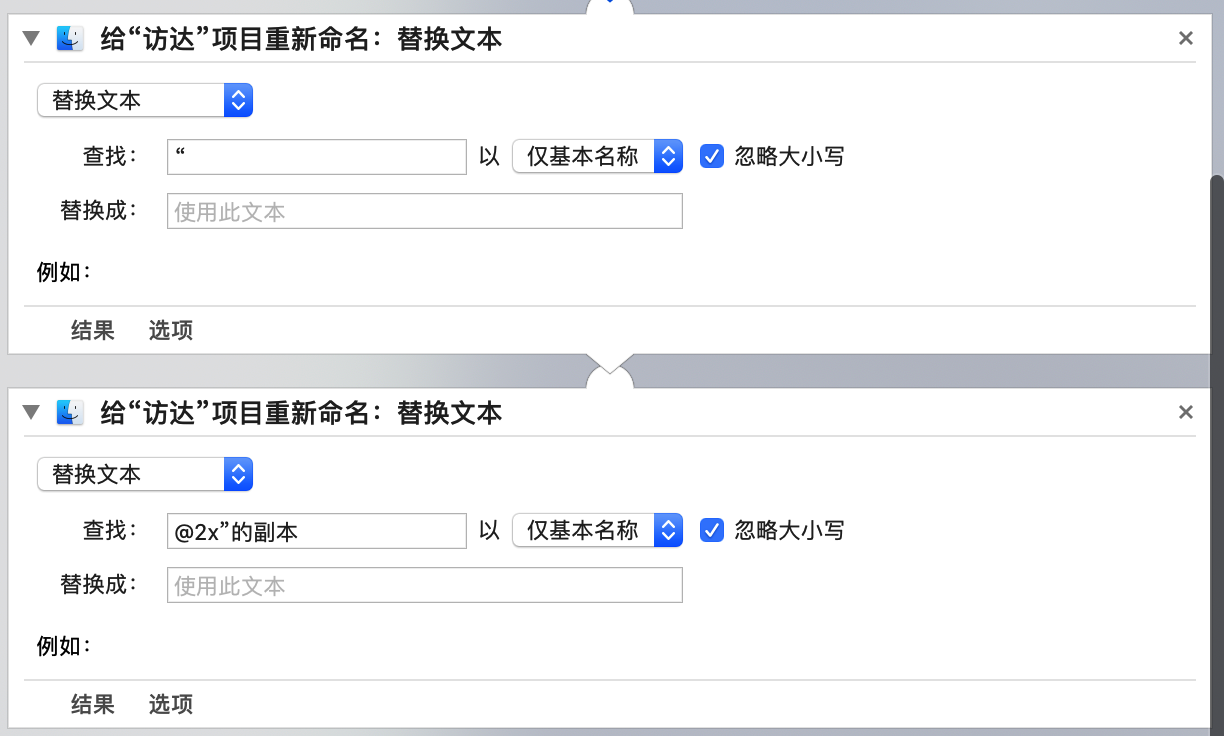 给“访达”项目重新命名：替换文本
替换文本
查找： “ 以 仅基本名称 忽略大小写
替换成： 使用此文本
例如：
结果 选项
给“访达”项目重新命名：替换文本
替换文本
查找： @2x”的副本 以 仅基本名称 忽略大小写
替换成： 使用此文本
例如：
结果 选项